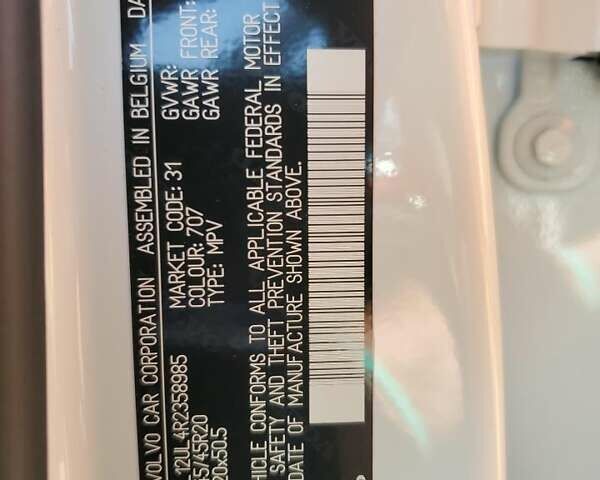 VOLVO CAR CORPORATION ASSEMBLED IN BELGIUM DA
12UL4R2358985 MARKET CODE: 31 GVWR:
5/45R20 COLOUR: 707 GAWR FRONT:
20x50.5 TYPE: MPV GAWR REAR:
HICLE CONFORMS TO ALL APPLICABLE FEDERAL MOTOR
SAFETY AND THEFT PREVENTION STANDARDS IN EFFECT
DATE OF MANUFACTURE SHOWN ABOVE.